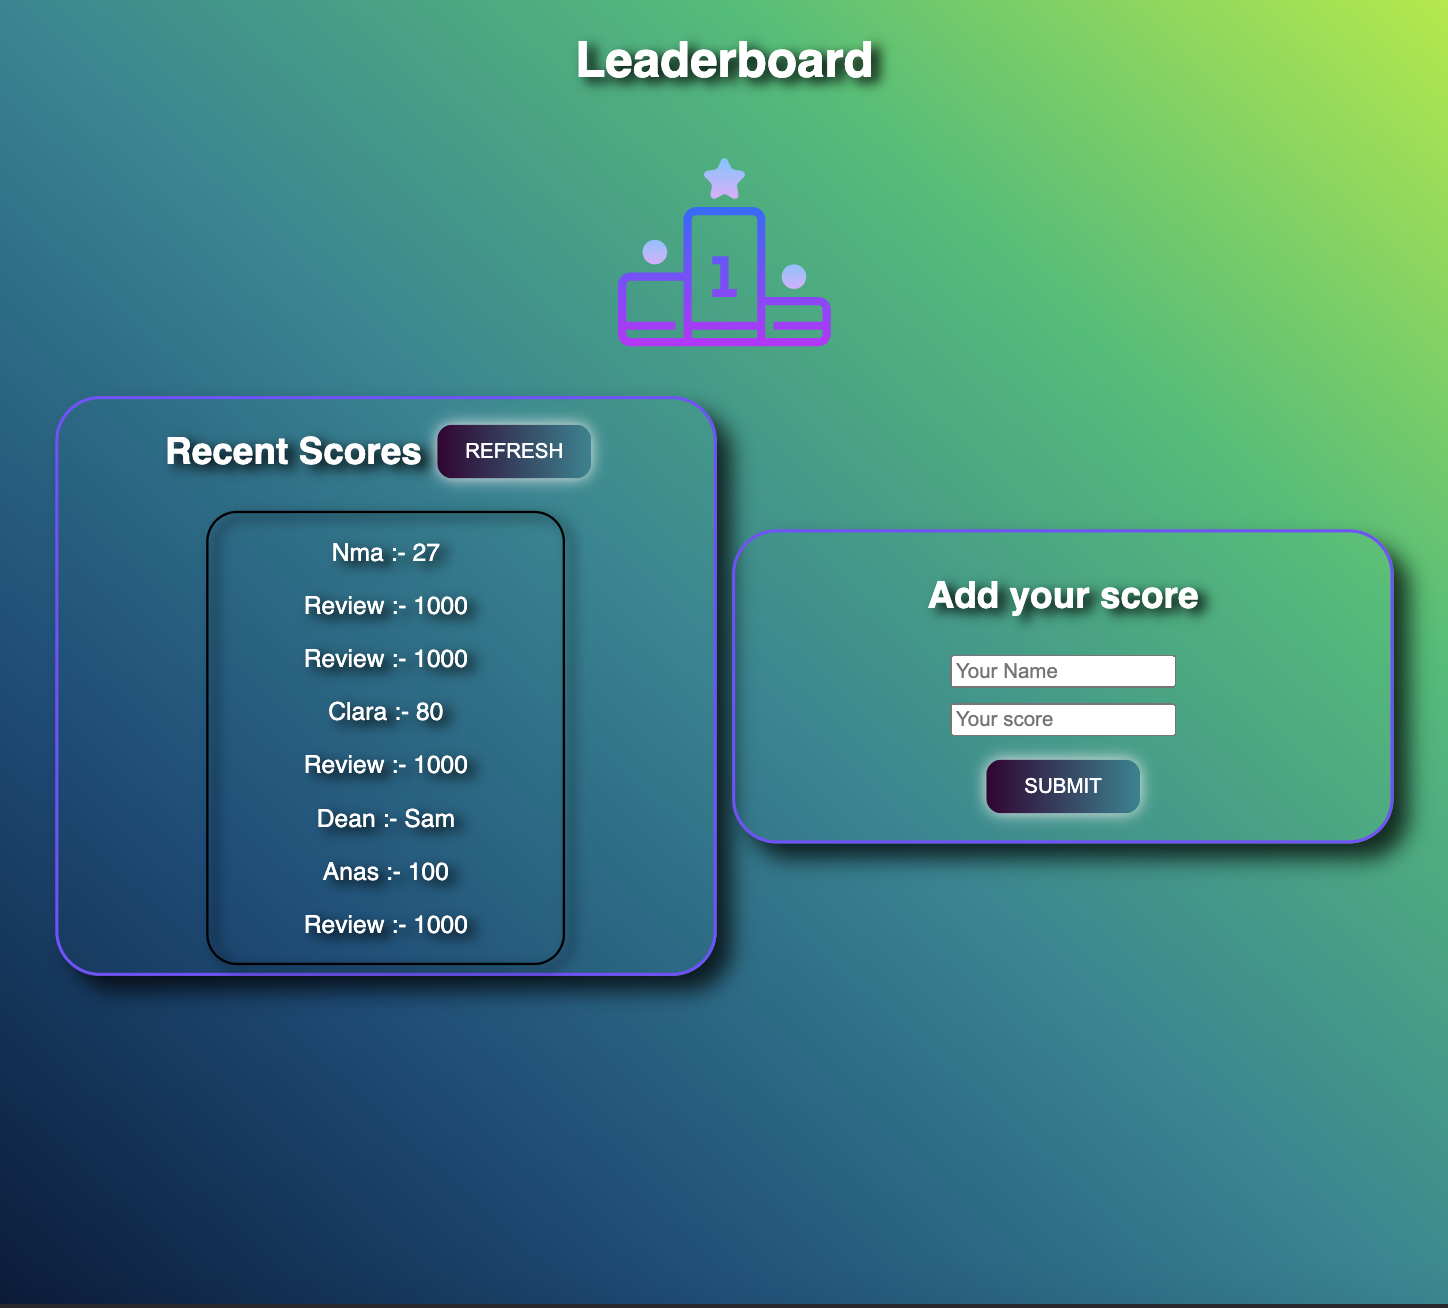 Leaderboard
1
Recent Scores REFRESH
Nma :- 27
Review :- 1000
Review :- 1000
Clara :- 80
Review :- 1000
Dean :- Sam
Anas :- 100
Review :- 1000
Add your score
Your Name
Your score
SUBMIT